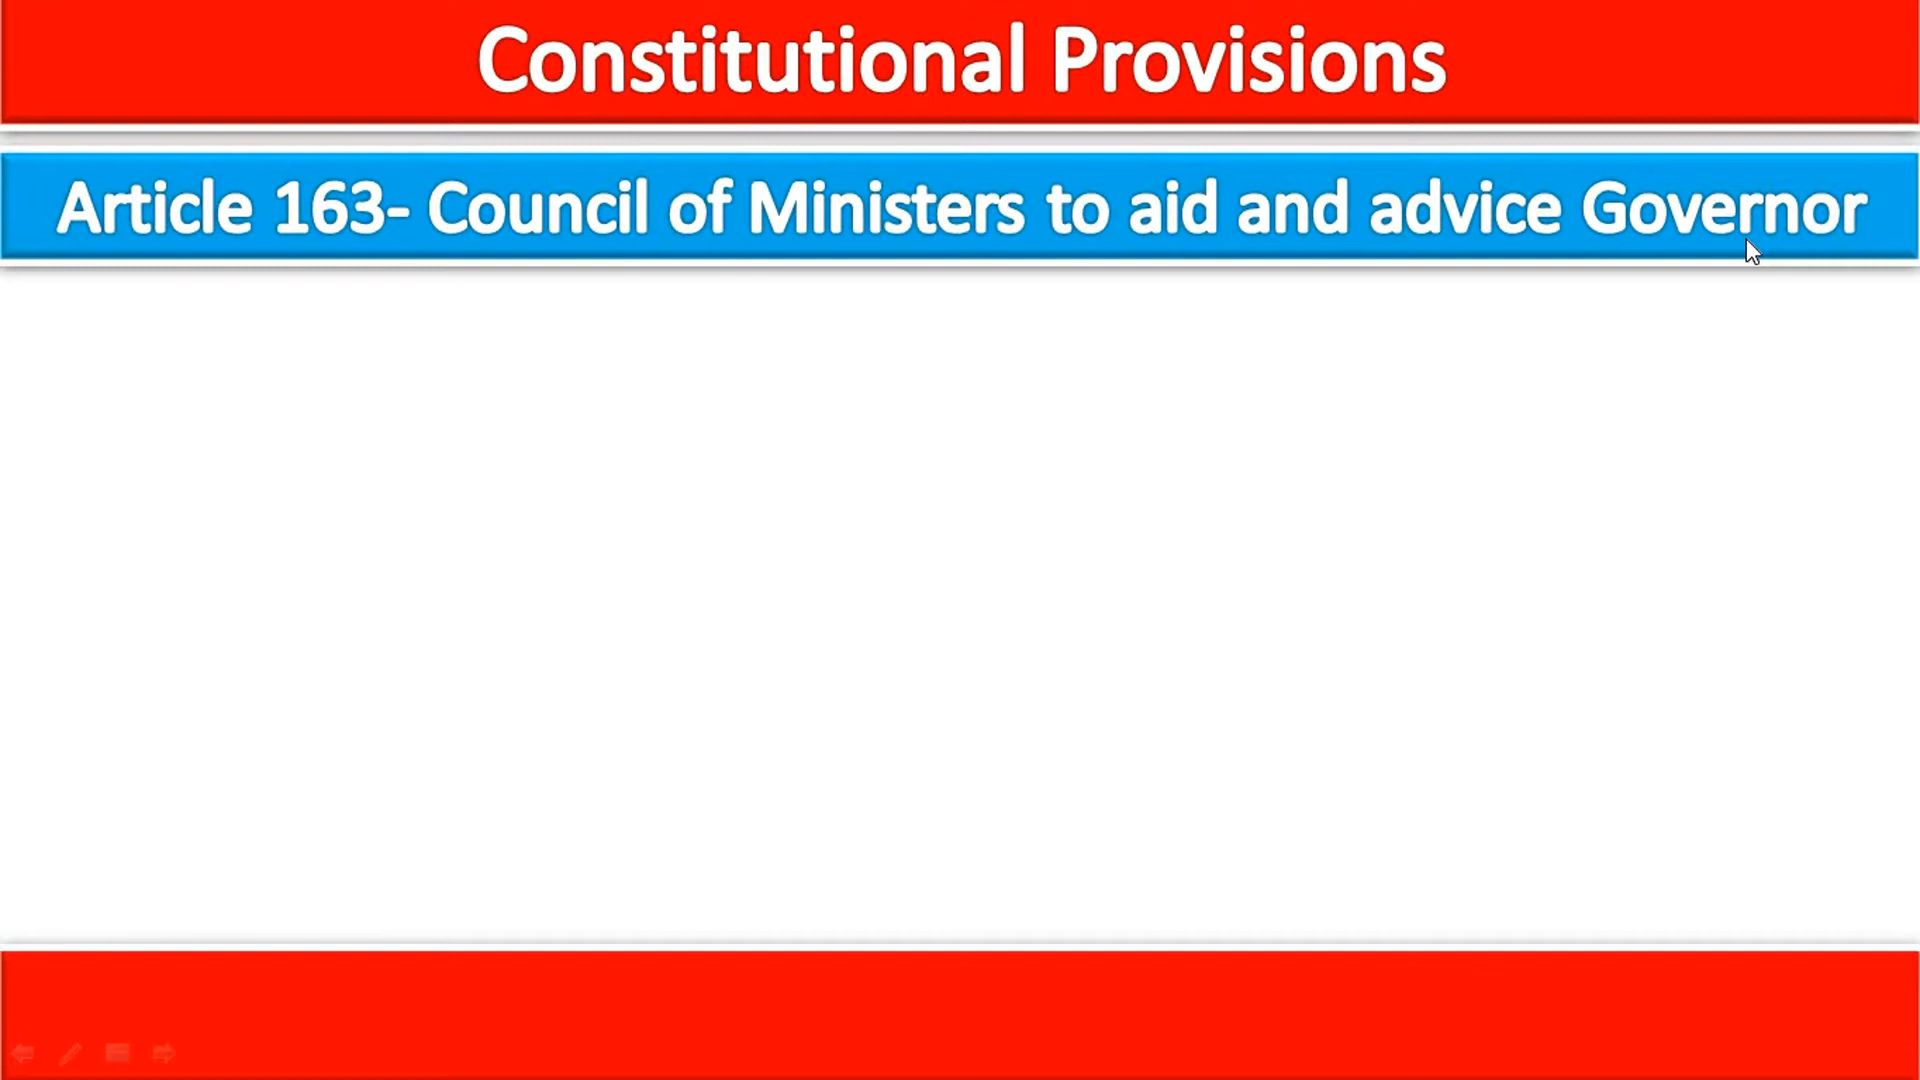 Constitutional Provisions
Article 163- Council of Ministers to aid and advice Governor